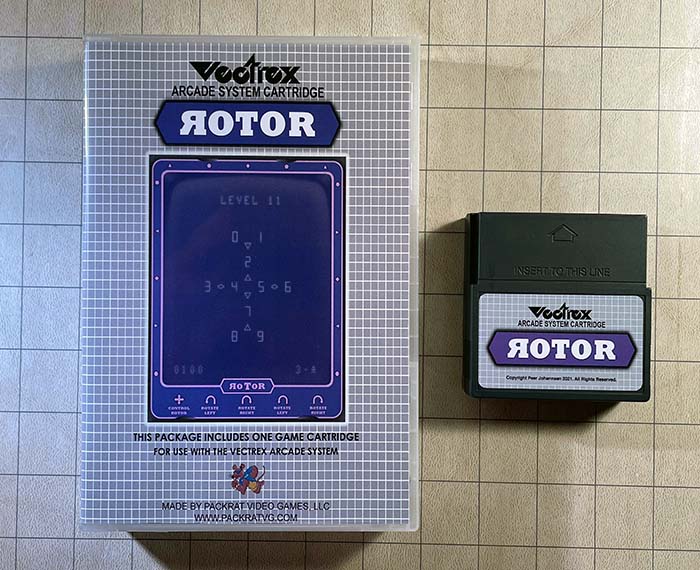 Vectrex
ARCADE SYSTEM CARTRIDGE
ЯOTOR
LEVEL 11
0 1
2
3 4 5 6
7
8 9
0100
3-A
ЯOTOR
CONTROL ROTOR
ROTATE LEFT
ROTATE RIGHT
ROTATE LEFT
ROTATE RIGHT
THIS PACKAGE INCLUDES ONE GAME CARTRIDGE
FOR USE WITH THE VECTREX ARCADE SYSTEM
MADE BY PACKRAT VIDEO GAMES, LLC
WWW.PACKRATVG.COM
INSERT TO THIS LINE
Vectrex
ARCADE SYSTEM CARTRIDGE
ЯOTOR
Copyright Peer Johannsen 2021. All Rights Reserved.